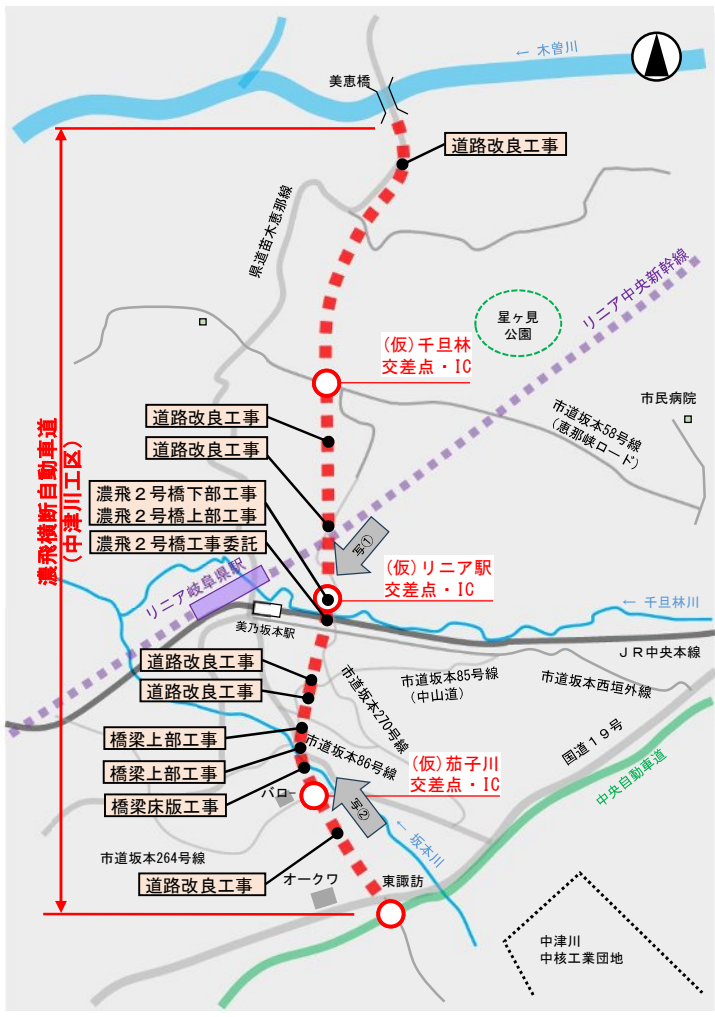 ← 木曽川
美恵橋
道路改良工事
県道苗木恵那線
リニア中央新幹線
星ヶ見
公園
(仮)千旦林
交差点・IC
市民病院
市道坂本58号線
(恵那峡ロード)
道路改良工事
道路改良工事
濃飛横断自動車道
(中津川工区)
濃飛２号橋下部工事
濃飛２号橋上部工事
濃飛２号橋工事委託
写①
(仮)リニア駅
交差点・IC
リニア岐阜県駅
← 千旦林川
美乃坂本駅
ＪＲ中央本線
道路改良工事
道路改良工事
市道坂本270号線
市道坂本85号線
(中山道)
市道坂本西垣外線
橋梁上部工事
市道坂本86号線
国道１９号
橋梁上部工事
(仮)茄子川
交差点・IC
中央自動車道
橋梁床版工事
バロー
写②
← 坂本川
市道坂本264号線
道路改良工事
オークワ
東諏訪
中津川
中核工業団地